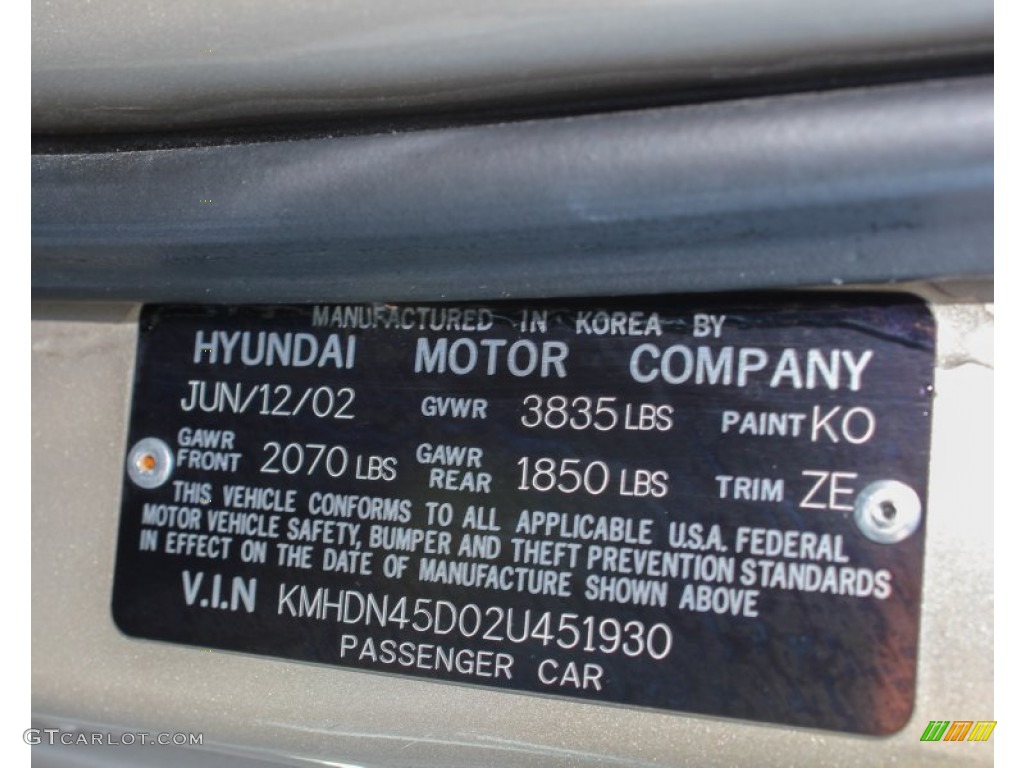 MANUFACTURED IN KOREA BY
HYUNDAI MOTOR COMPANY
JUN/12/02 GVWR 3835 LBS PAINT KO
GAWR FRONT 2070 LBS GAWR REAR 1850 LBS TRIM ZE
THIS VEHICLE CONFORMS TO ALL APPLICABLE U.S.A. FEDERAL
MOTOR VEHICLE SAFETY, BUMPER AND THEFT PREVENTION STANDARDS
IN EFFECT ON THE DATE OF MANUFACTURE SHOWN ABOVE
V.I.N KMHDN45D02U451930
PASSENGER CAR
GTCARLOT.COM